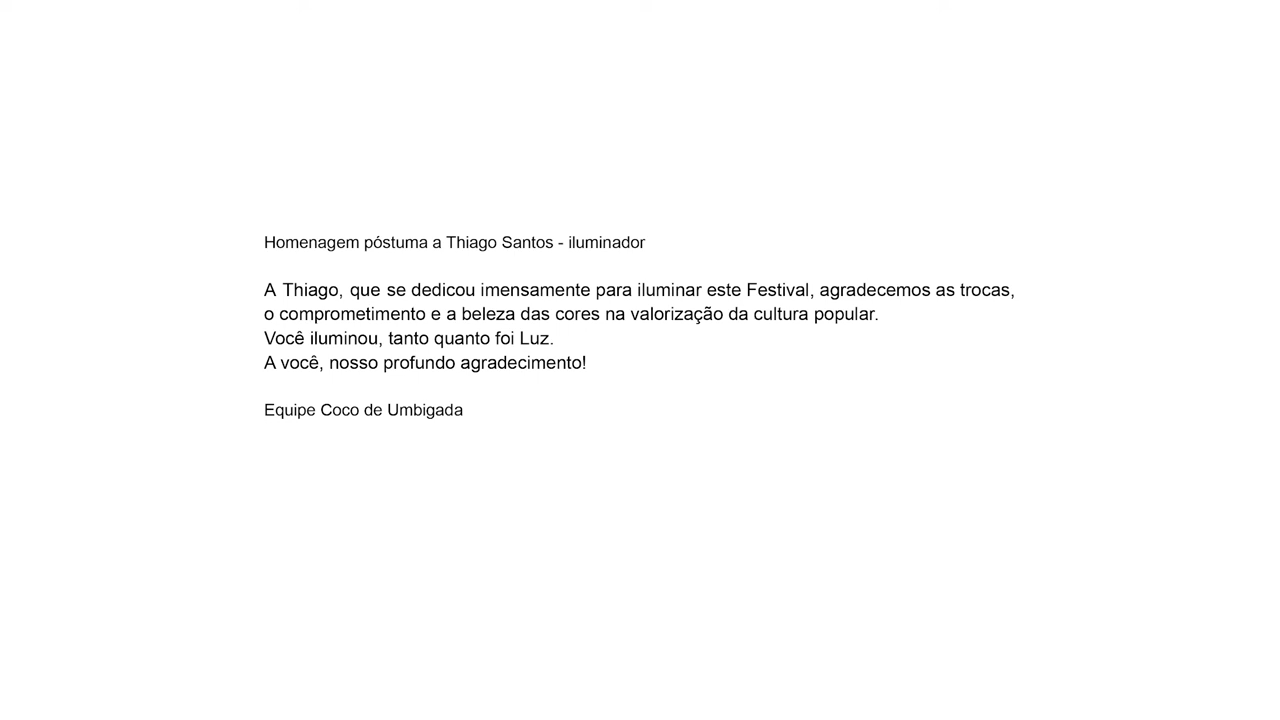 Homenagem póstuma a Thiago Santos - iluminador
A Thiago, que se dedicou imensamente para iluminar este Festival, agradecemos as trocas,
o comprometimento e a beleza das cores na valorização da cultura popular.
Você iluminou, tanto quanto foi Luz.
A você, nosso profundo agradecimento!
Equipe Coco de Umbigada